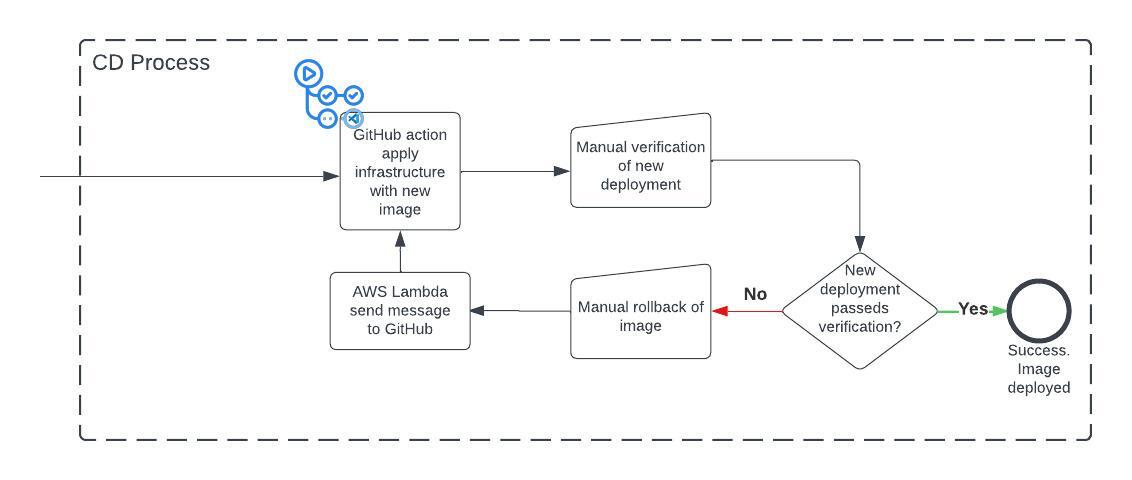 CD Process
GitHub action
apply
infrastructure
with new
image
Manual verification
of new
deployment
New
deployment
passeds
verification?
No
Yes
Manual rollback of
image
AWS Lambda
send message
to GitHub
Success.
Image
deployed